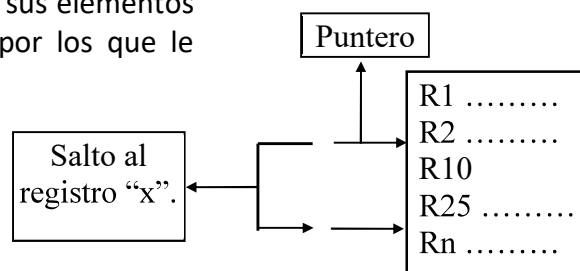 sus elementos
por los que le
Puntero
Salto al
registro “x”.
R1 ………
R2 ………
R10
R25 ………
Rn ………